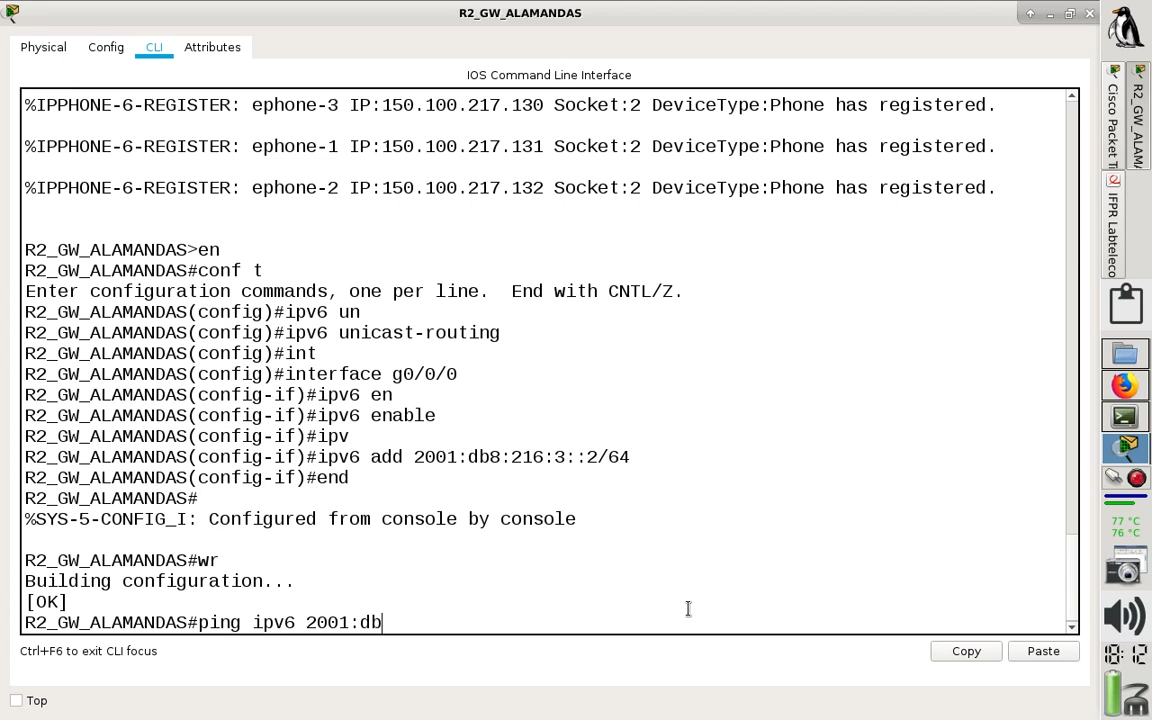 R2_GW_ALAMANDAS
Physical Config CLI Attributes
IOS Command Line Interface
%IPPHONE-6-REGISTER: ephone-3 IP:150.100.217.130 Socket:2 DeviceType:Phone has registered.
%IPPHONE-6-REGISTER: ephone-1 IP:150.100.217.131 Socket:2 DeviceType:Phone has registered.
%IPPHONE-6-REGISTER: ephone-2 IP:150.100.217.132 Socket:2 DeviceType:Phone has registered.
R2_GW_ALAMANDAS>en
R2_GW_ALAMANDAS#conf t
Enter configuration commands, one per line. End with CNTL/Z.
R2_GW_ALAMANDAS(config)#ipv6 un
R2_GW_ALAMANDAS(config)#ipv6 unicast-routing
R2_GW_ALAMANDAS(config)#int
R2_GW_ALAMANDAS(config)#interface g0/0/0
R2_GW_ALAMANDAS(config-if)#ipv6 en
R2_GW_ALAMANDAS(config-if)#ipv6 enable
R2_GW_ALAMANDAS(config-if)#ipv
R2_GW_ALAMANDAS(config-if)#ipv6 add 2001:db8:216:3::2/64
R2_GW_ALAMANDAS(config-if)#end
R2_GW_ALAMANDAS#
%SYS-5-CONFIG_I: Configured from console by console
R2_GW_ALAMANDAS#wr
Building configuration...
[OK]
R2_GW_ALAMANDAS#ping ipv6 2001:db
Ctrl+F6 to exit CLI focus
Copy Paste
Top
Cisco Packet T
R2_GW_ALAM
IFPR Labteleco
77 °C
76 °C
18:12